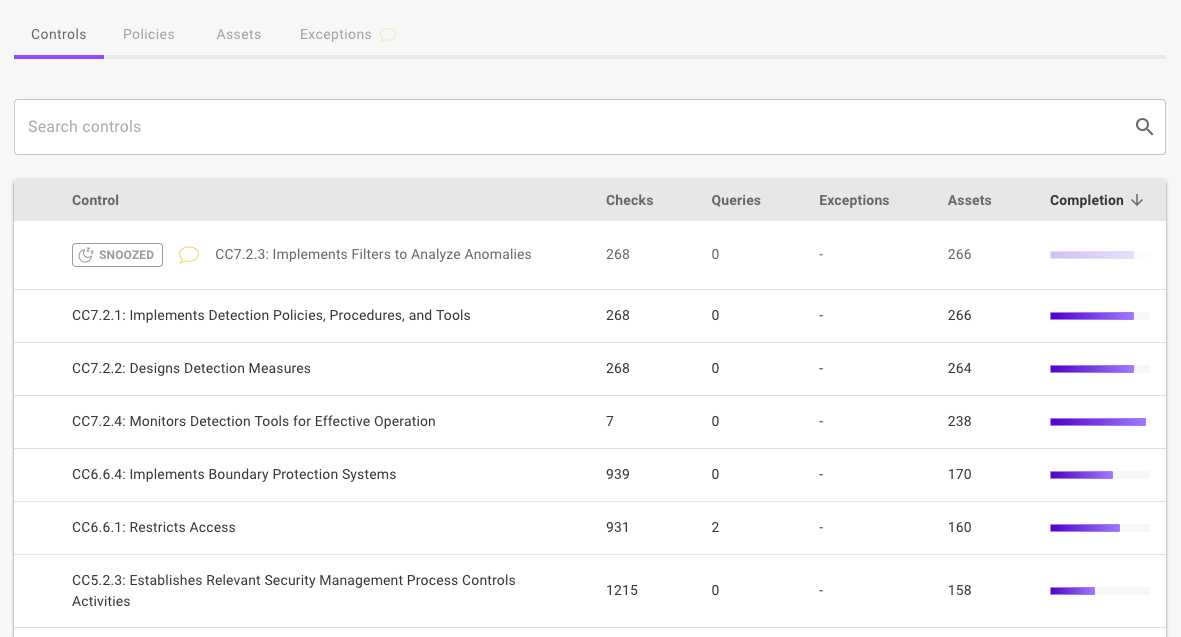 Controls Policies Assets Exceptions
Search controls
Control Checks Queries Exceptions Assets Completion
SNOOZED CC7.2.3: Implements Filters to Analyze Anomalies 268 0 - 266
CC7.2.1: Implements Detection Policies, Procedures, and Tools 268 0 - 266
CC7.2.2: Designs Detection Measures 268 0 - 264
CC7.2.4: Monitors Detection Tools for Effective Operation 7 0 - 238
CC6.6.4: Implements Boundary Protection Systems 939 0 - 170
CC6.6.1: Restricts Access 931 2 - 160
CC5.2.3: Establishes Relevant Security Management Process Controls
Activities 1215 0 - 158